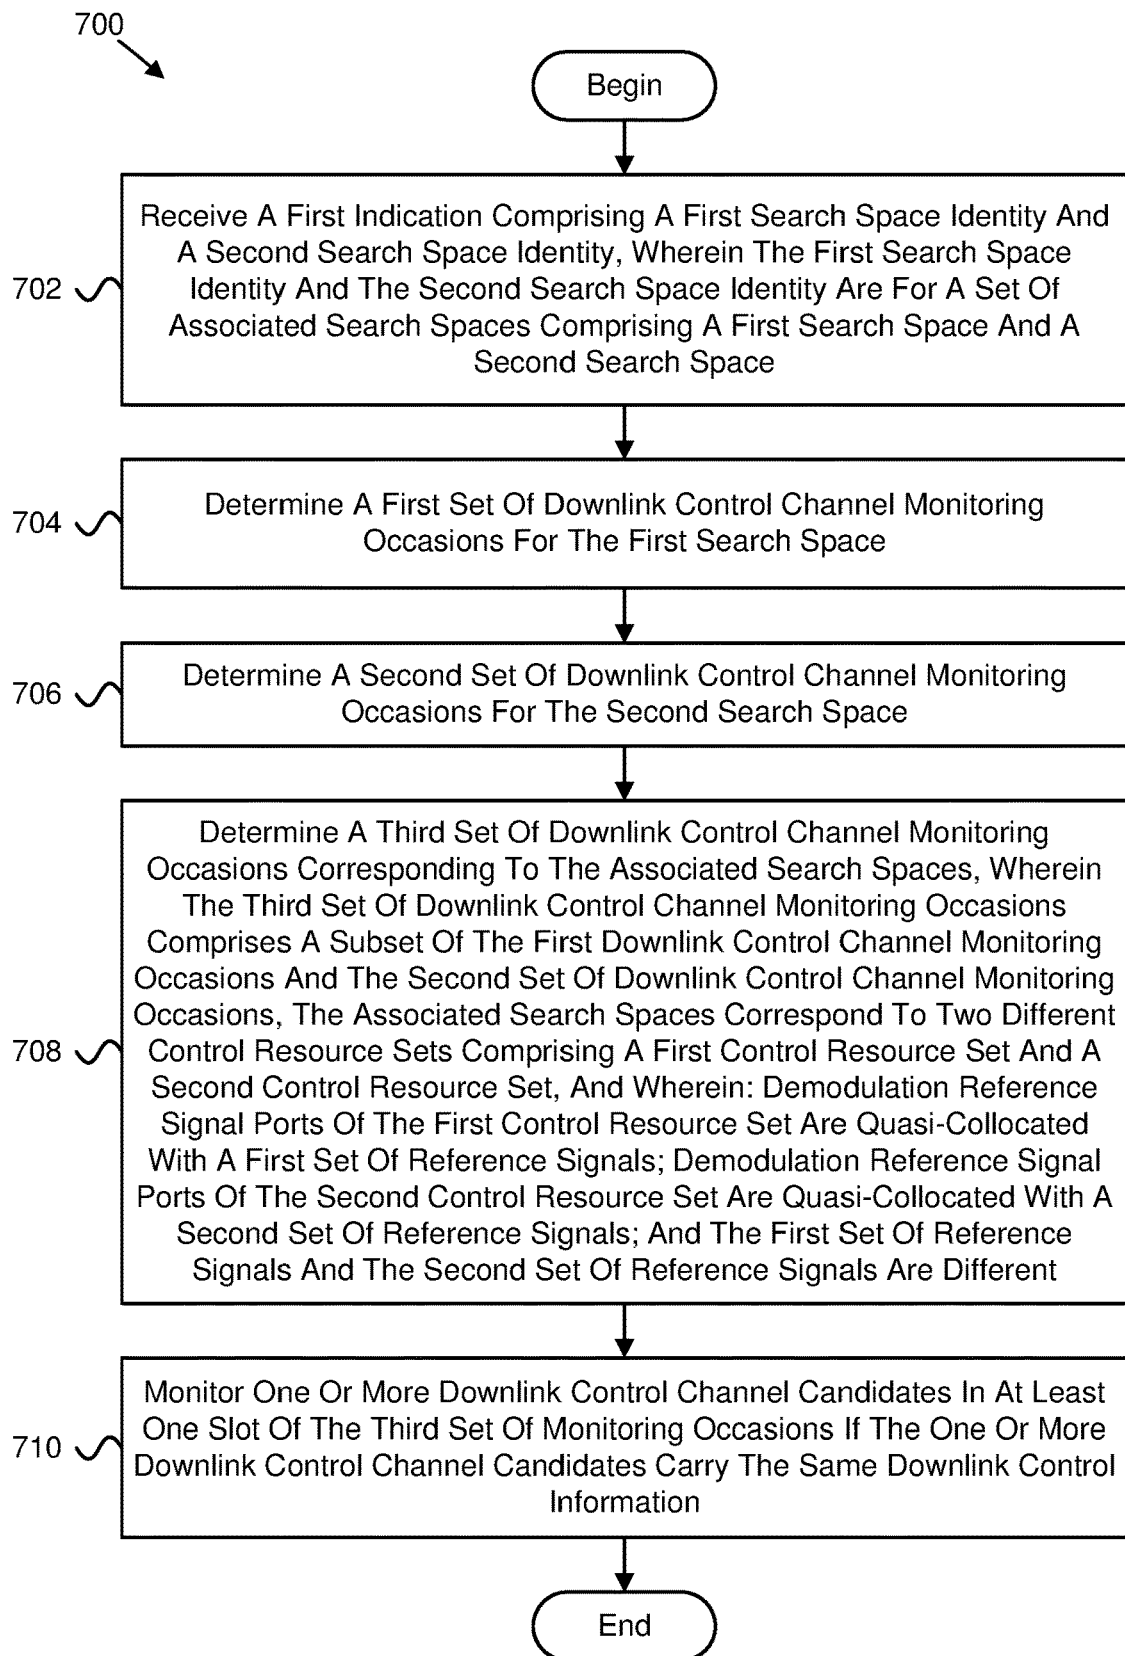 700
Begin
702
Receive A First Indication Comprising A First Search Space Identity And
A Second Search Space Identity, Wherein The First Search Space
Identity And The Second Search Space Identity Are For A Set Of
Associated Search Spaces Comprising A First Search Space And A
Second Search Space
704
Determine A First Set Of Downlink Control Channel Monitoring
Occasions For The First Search Space
706
Determine A Second Set Of Downlink Control Channel Monitoring
Occasions For The Second Search Space
708
Determine A Third Set Of Downlink Control Channel Monitoring
Occasions Corresponding To The Associated Search Spaces, Wherein
The Third Set Of Downlink Control Channel Monitoring Occasions
Comprises A Subset Of The First Downlink Control Channel Monitoring
Occasions And The Second Set Of Downlink Control Channel Monitoring
Occasions, The Associated Search Spaces Correspond To Two Different
Control Resource Sets Comprising A First Control Resource Set And A
Second Control Resource Set, And Wherein: Demodulation Reference
Signal Ports Of The First Control Resource Set Are Quasi-Collocated
With A First Set Of Reference Signals; Demodulation Reference Signal
Ports Of The Second Control Resource Set Are Quasi-Collocated With A
Second Set Of Reference Signals; And The First Set Of Reference
Signals And The Second Set Of Reference Signals Are Different
710
Monitor One Or More Downlink Control Channel Candidates In At Least
One Slot Of The Third Set Of Monitoring Occasions If The One Or More
Downlink Control Channel Candidates Carry The Same Downlink Control
Information
End